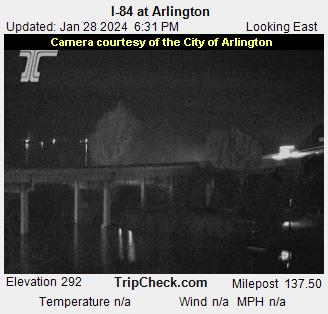 I-84 at Arlington
Updated: Jan 28 2024 6:31 PM Looking East
Camera courtesy of the City of Arlington
Elevation 292 TripCheck.com Milepost 137.50
Temperature n/a Wind n/a MPH n/a